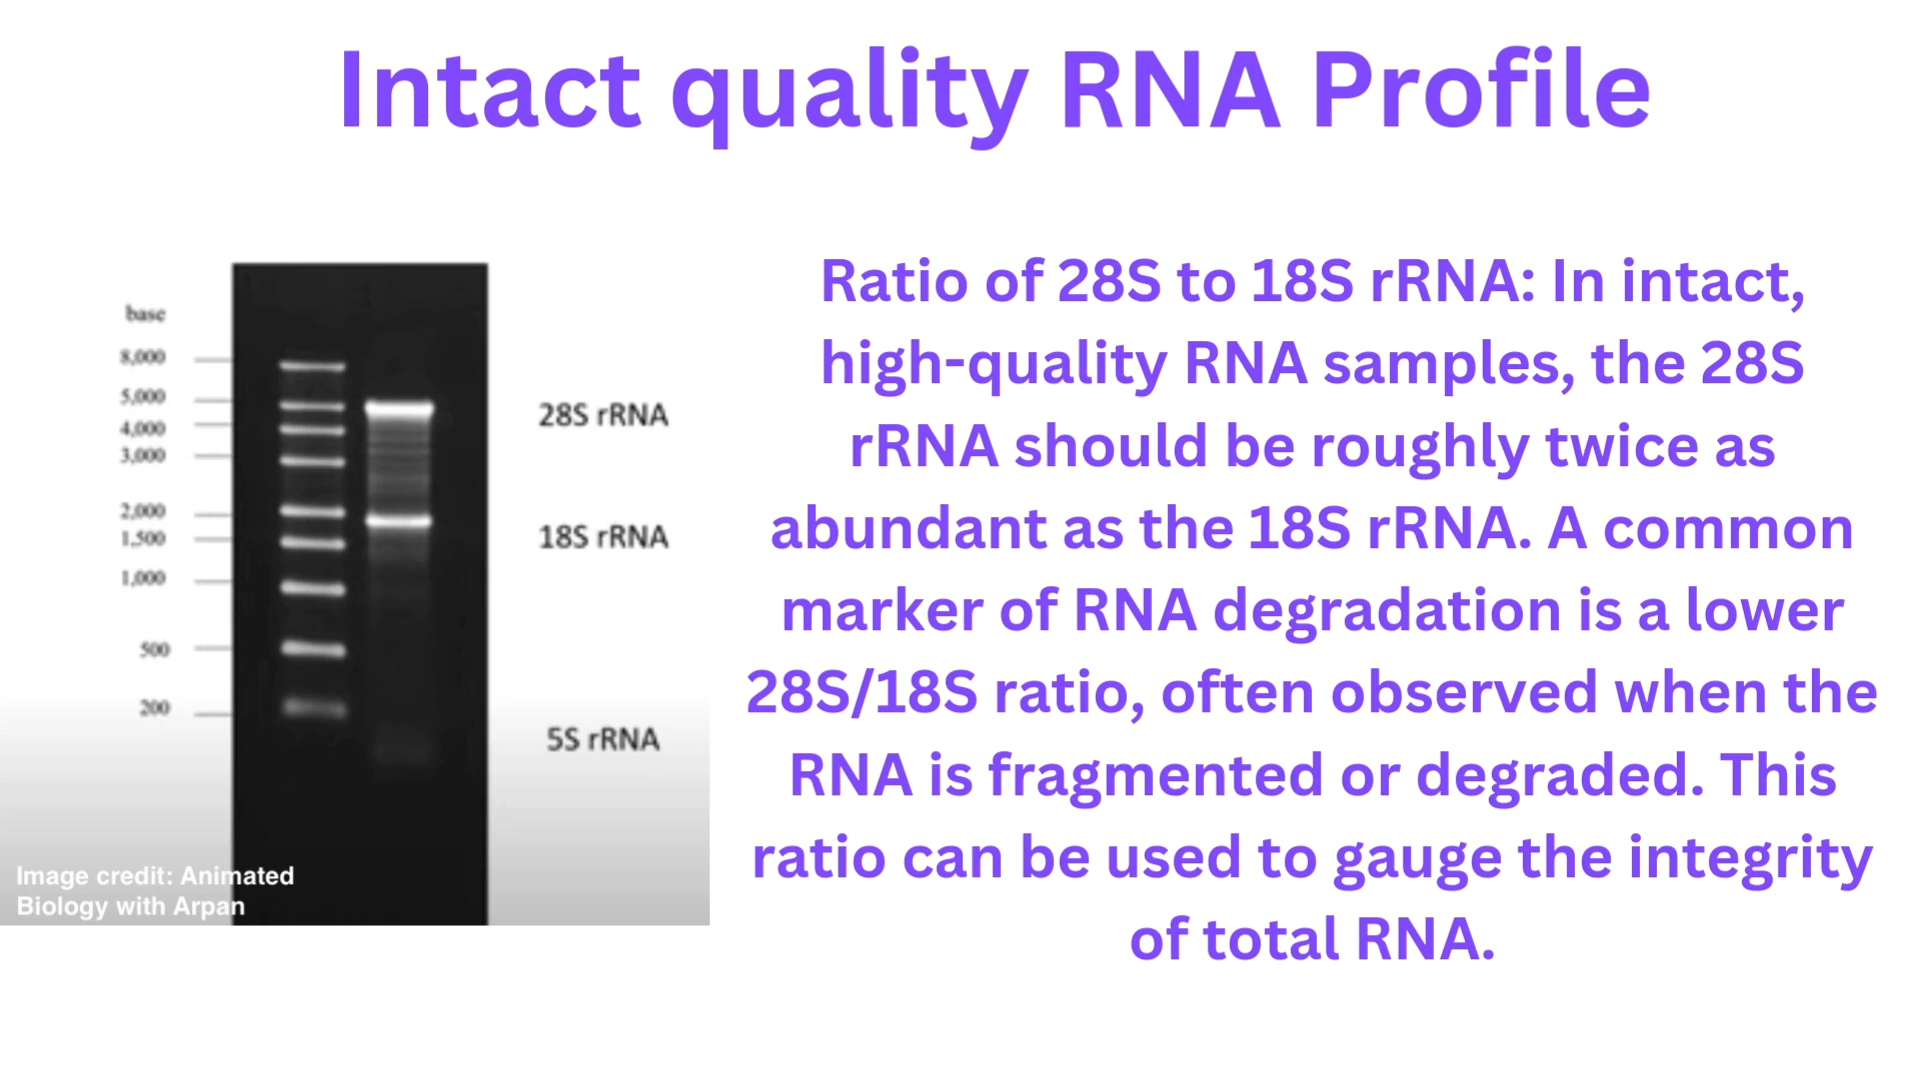 Intact quality RNA Profile
base
8,000
5,000
4,000
3,000
2,000
1,500
1,000
500
200
28S rRNA
18S rRNA
5S rRNA
Image credit: Animated
Biology with Arpan
Ratio of 28S to 18S rRNA: In intact,
high-quality RNA samples, the 28S
rRNA should be roughly twice as
abundant as the 18S rRNA. A common
marker of RNA degradation is a lower
28S/18S ratio, often observed when the
RNA is fragmented or degraded. This
ratio can be used to gauge the integrity
of total RNA.